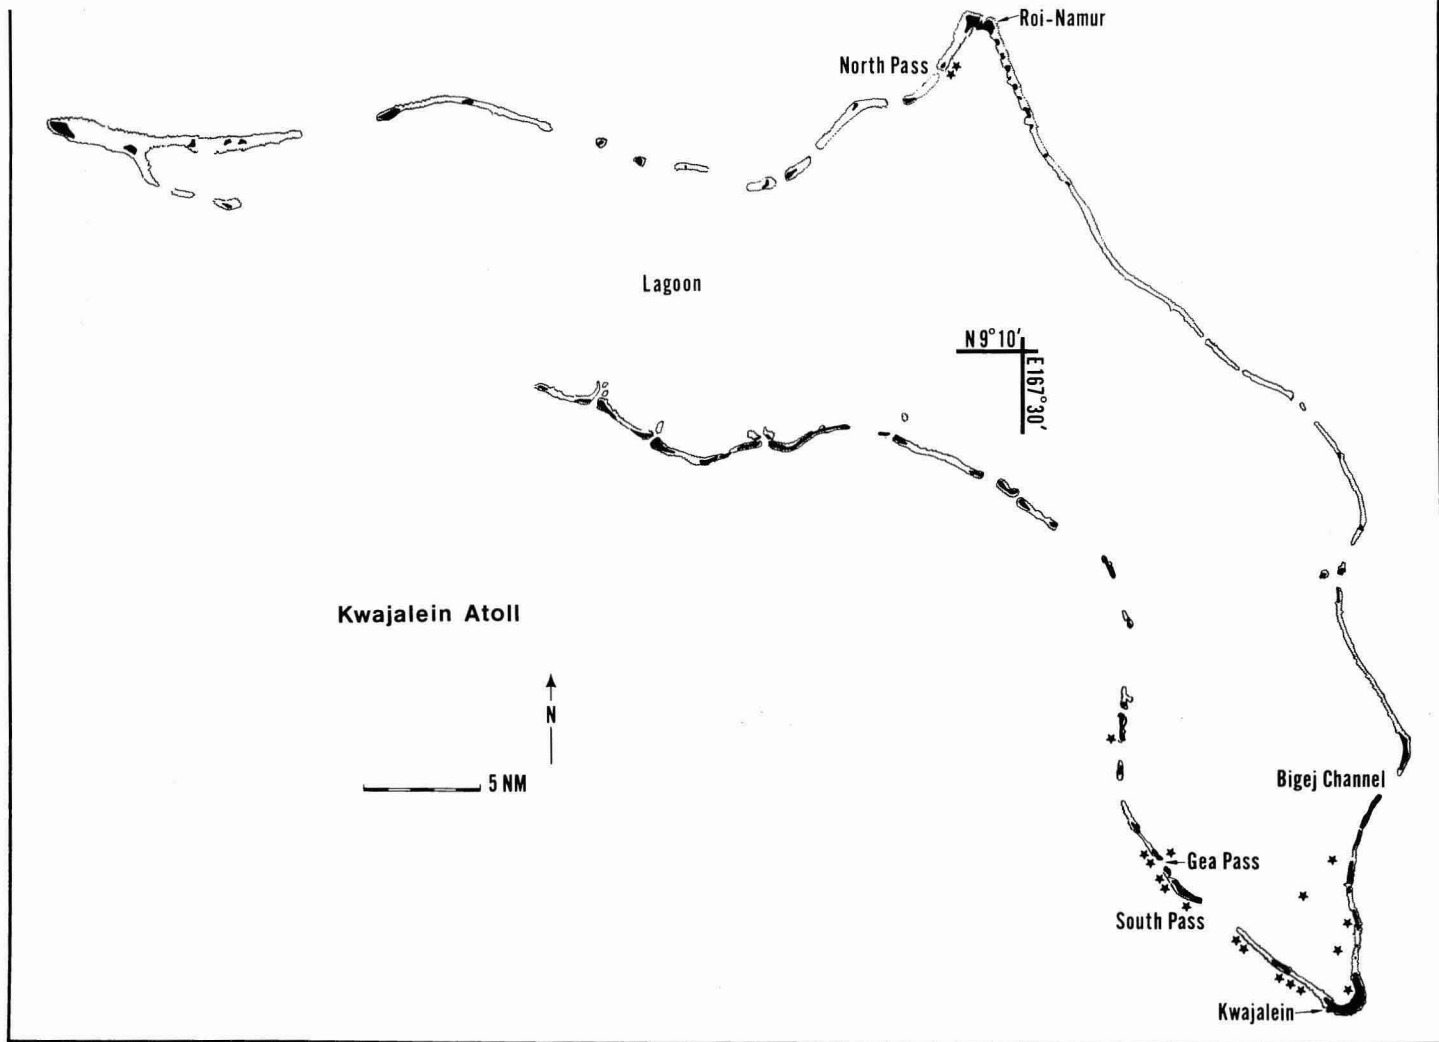 Roi-Namur
North Pass
Lagoon
N 9° 10'
E 167° 30'
Kwajalein Atoll
N
5 NM
Bigej Channel
Gea Pass
South Pass
Kwajalein